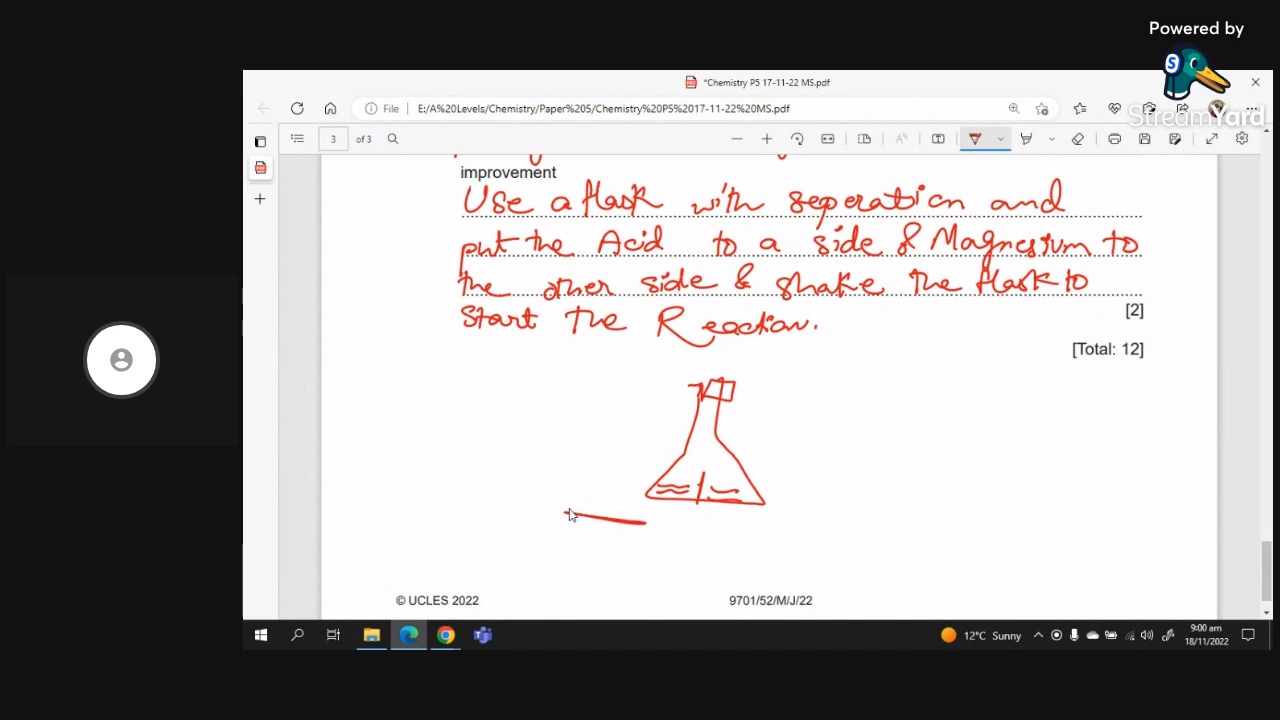 Powered by
StreamYard
*Chemistry P5 17-11-22 MS.pdf
File E:/A%20Levels/Chemistry/Paper%205/Chemistry%20P5%2017-11-22%20MS.pdf
3 of 3
improvement
Use a flask with seperation and
put the Acid to a side & Magnesium to
the other side & shake the flask to
[2]
Start the Reaction.
[Total: 12]
© UCLES 2022 9701/52/M/J/22
12°C Sunny
9:00 am
18/11/2022